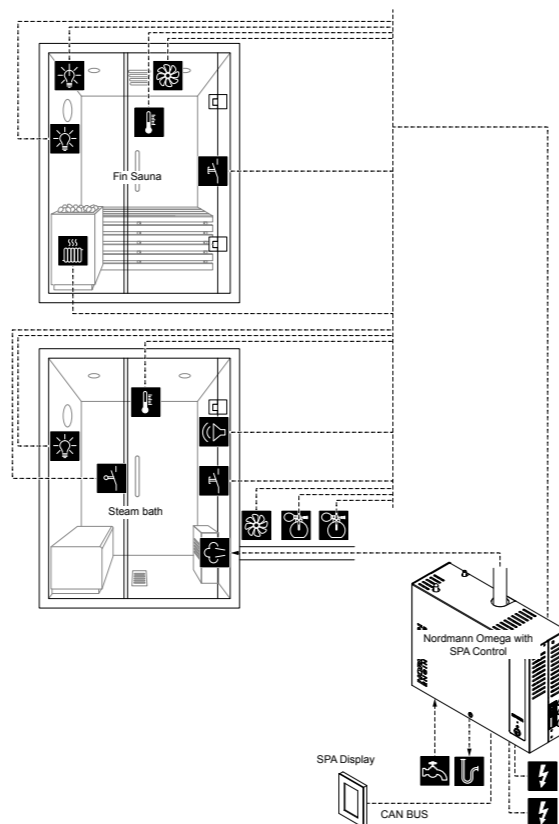 Fin Sauna
Steam bath
Nordmann Omega with
SPA Control
SPA Display
CAN BUS